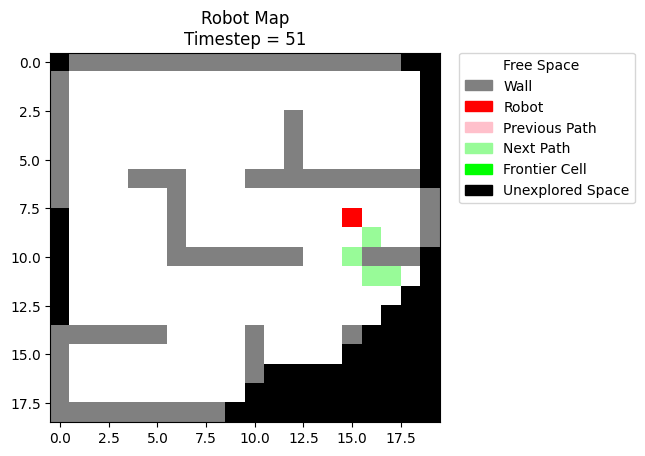 Robot Map
Timestep = 51
0.0
2.5
5.0
7.5
10.0
12.5
15.0
17.5
0.0
2.5
5.0
7.5
10.0
12.5
15.0
17.5
Free Space
Wall
Robot
Previous Path
Next Path
Frontier Cell
Unexplored Space